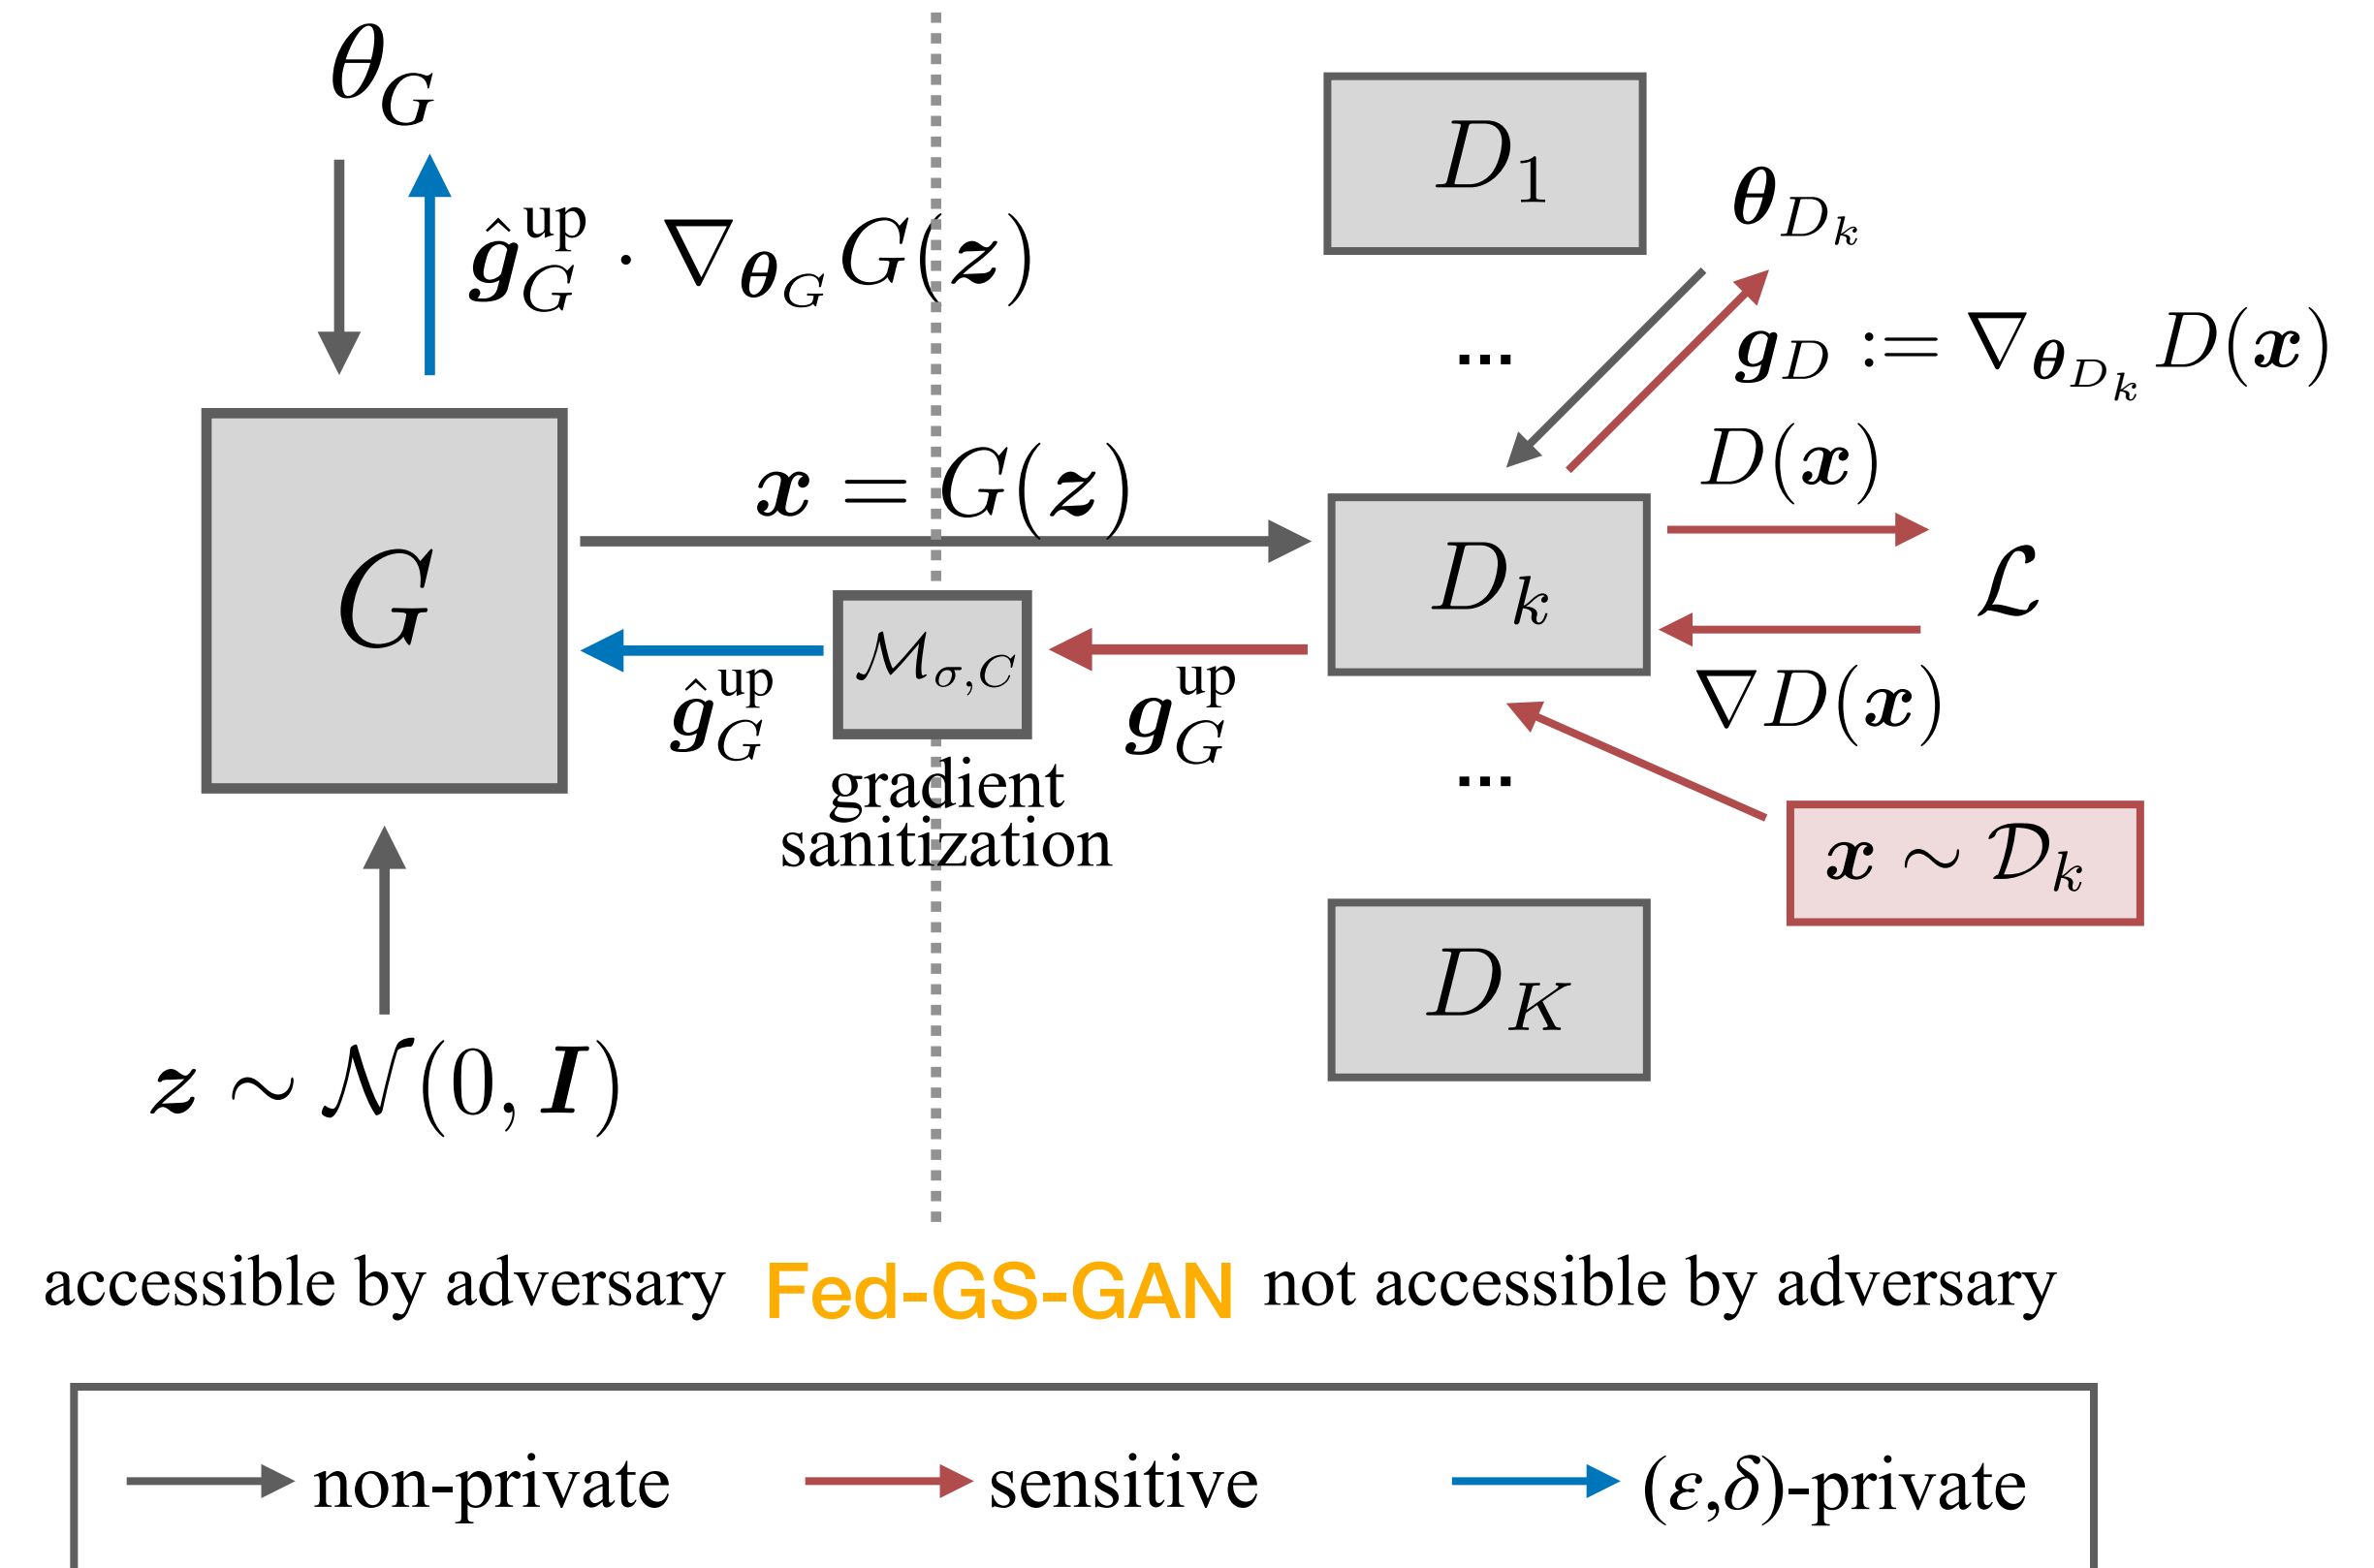 θ_G
D_1
θ_{D_k}
ĝ_G^{up} · ∇_{θ_G} G(z)
...
g_D := ∇_{θ_{D_k}} D(x)
D(x)
x = G(z)
G
D_k
ℒ
ℳ_{σ,C}
ĝ_G^{up}
g_G^{up}
∇D(x)
gradient
sanitization
...
x ∼ 𝒟_k
D_K
z ∼ 𝒩(0, I)
accessible by adversary
Fed-GS-GAN
not accessible by adversary
non-private
sensitive
(ε,δ)-private